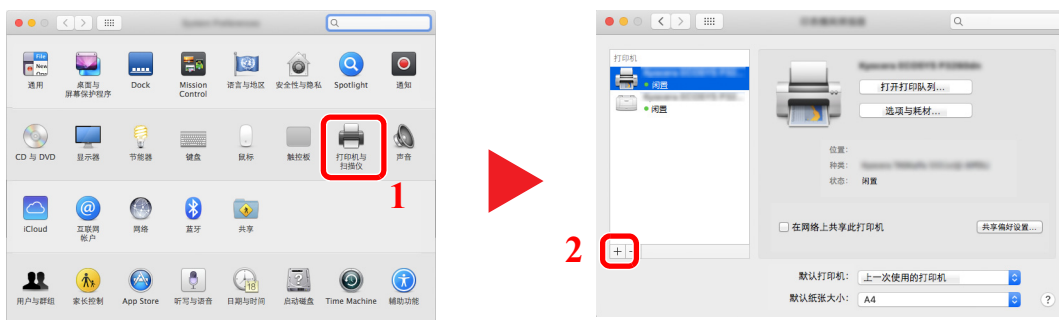 File
New
One
通用
桌面与
屏幕保护程序
Dock
Mission
Control
语言与地区
安全性与隐私
Spotlight
通知
CD 与 DVD
显示器
节能器
键盘
鼠标
触控板
打印机与
扫描仪
声音
1
iCloud
互联网
帐户
网络
蓝牙
共享
用户与群组
家长控制
App Store
听写与语音
18
日期与时间
启动磁盘
Time Machine
辅助功能
打印机
闲置
闲置
2
+ -
打开打印队列...
选项与耗材...
位置:
种类:
状态: 闲置
在网络上共享此打印机
共享偏好设置...
默认打印机: 上一次使用的打印机
默认纸张大小: A4
?